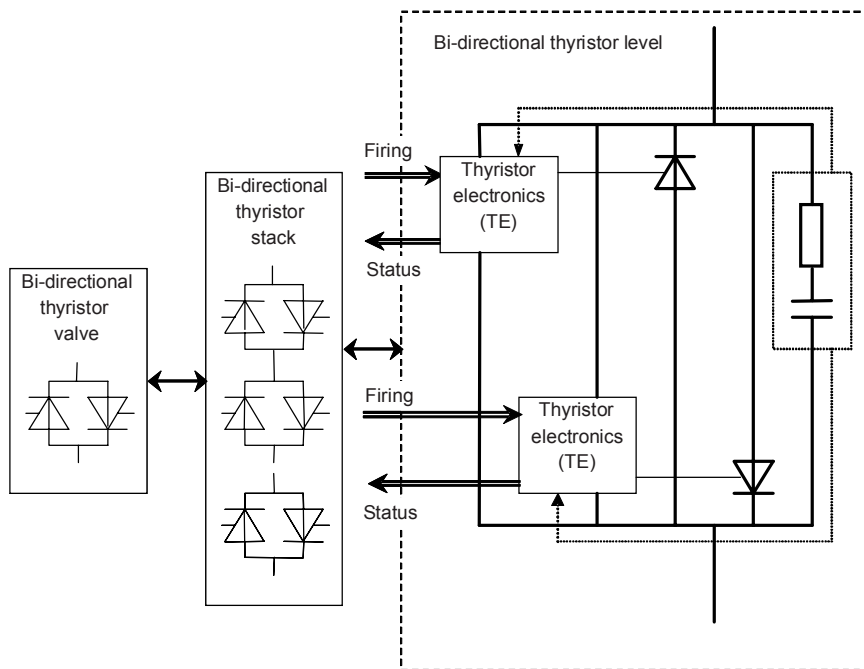 Bi-directional thyristor level
Firing
Thyristor
electronics
(TE)
Status
Bi-directional
thyristor
stack
Bi-directional
thyristor
valve
Firing
Thyristor
electronics
(TE)
Status